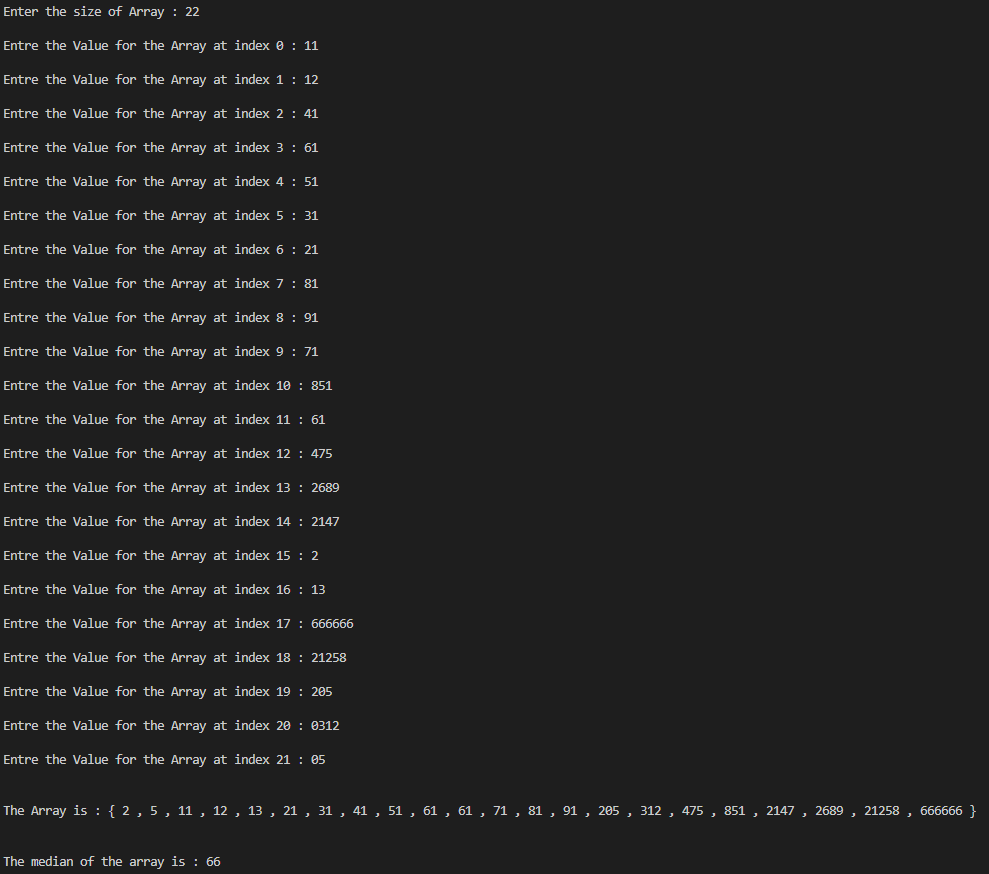 Enter the size of Array : 22
Entre the Value for the Array at index 0 : 11
Entre the Value for the Array at index 1 : 12
Entre the Value for the Array at index 2 : 41
Entre the Value for the Array at index 3 : 61
Entre the Value for the Array at index 4 : 51
Entre the Value for the Array at index 5 : 31
Entre the Value for the Array at index 6 : 21
Entre the Value for the Array at index 7 : 81
Entre the Value for the Array at index 8 : 91
Entre the Value for the Array at index 9 : 71
Entre the Value for the Array at index 10 : 851
Entre the Value for the Array at index 11 : 61
Entre the Value for the Array at index 12 : 475
Entre the Value for the Array at index 13 : 2689
Entre the Value for the Array at index 14 : 2147
Entre the Value for the Array at index 15 : 2
Entre the Value for the Array at index 16 : 13
Entre the Value for the Array at index 17 : 666666
Entre the Value for the Array at index 18 : 21258
Entre the Value for the Array at index 19 : 205
Entre the Value for the Array at index 20 : 0312
Entre the Value for the Array at index 21 : 05
The Array is : { 2 , 5 , 11 , 12 , 13 , 21 , 31 , 41 , 51 , 61 , 61 , 71 , 81 , 91 , 205 , 312 , 475 , 851 , 2147 , 2689 , 21258 , 666666 }
The median of the array is : 66